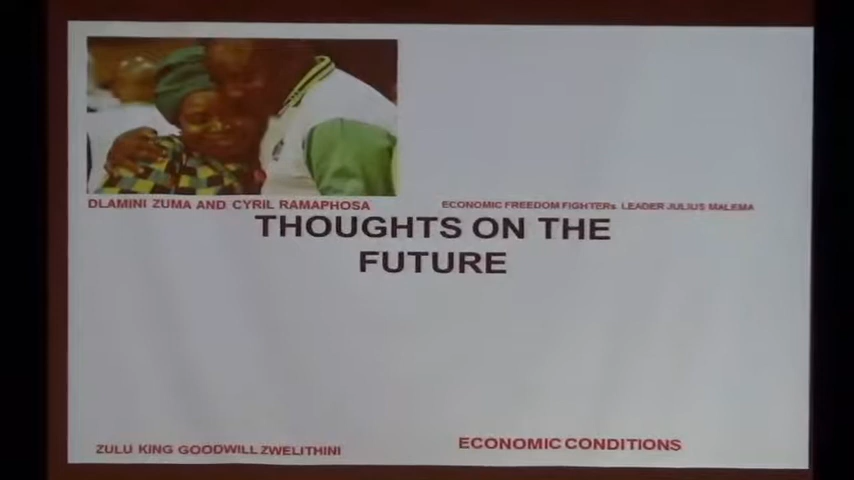 DLAMINI ZUMA AND CYRIL RAMAPHOSA
ECONOMIC FREEDOM FIGHTERs LEADER JULIUS MALEMA
THOUGHTS ON THE
FUTURE
ZULU KING GOODWILL ZWELITHINI
ECONOMIC CONDITIONS